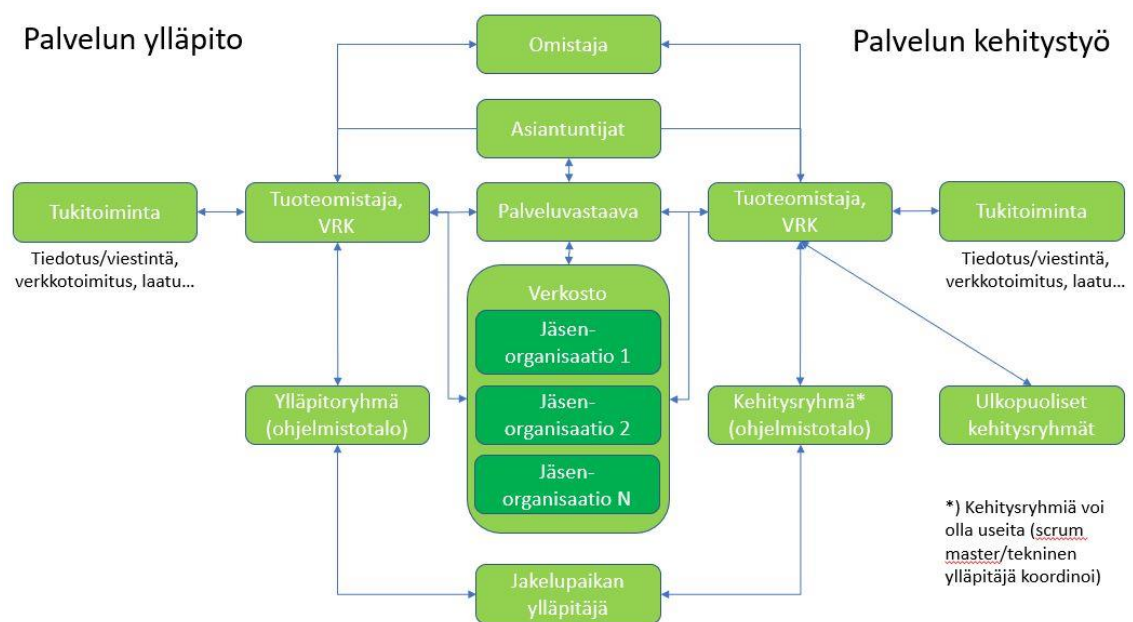 Palvelun ylläpito
Omistaja
Palvelun kehitystyö
Asiantuntijat
Tukitoiminta
Tiedotus/viestintä,
verkkotoimitus, laatu…
Tuoteomistaja,
VRK
Palveluvastaava
Tuoteomistaja,
VRK
Tukitoiminta
Tiedotus/viestintä,
verkkotoimitus, laatu…
Verkosto
Jäsen-
organisaatio 1
Jäsen-
organisaatio 2
Jäsen-
organisaatio N
Ylläpitoryhmä
(ohjelmistotalo)
Kehitysryhmä*
(ohjelmistotalo)
Ulkopuoliset
kehitysryhmät
*) Kehitysryhmiä voi
olla useita (scrum
master/tekninen
ylläpitäjä koordinoi)
Jakelupaikan
ylläpitäjä